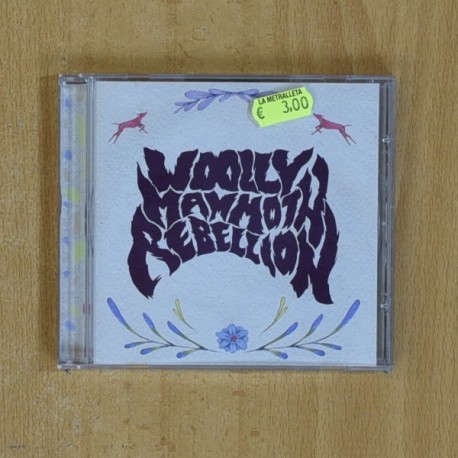 LA METRALLETA
€ 3,00
WOOLLY
MAMMOTH
REBELLION